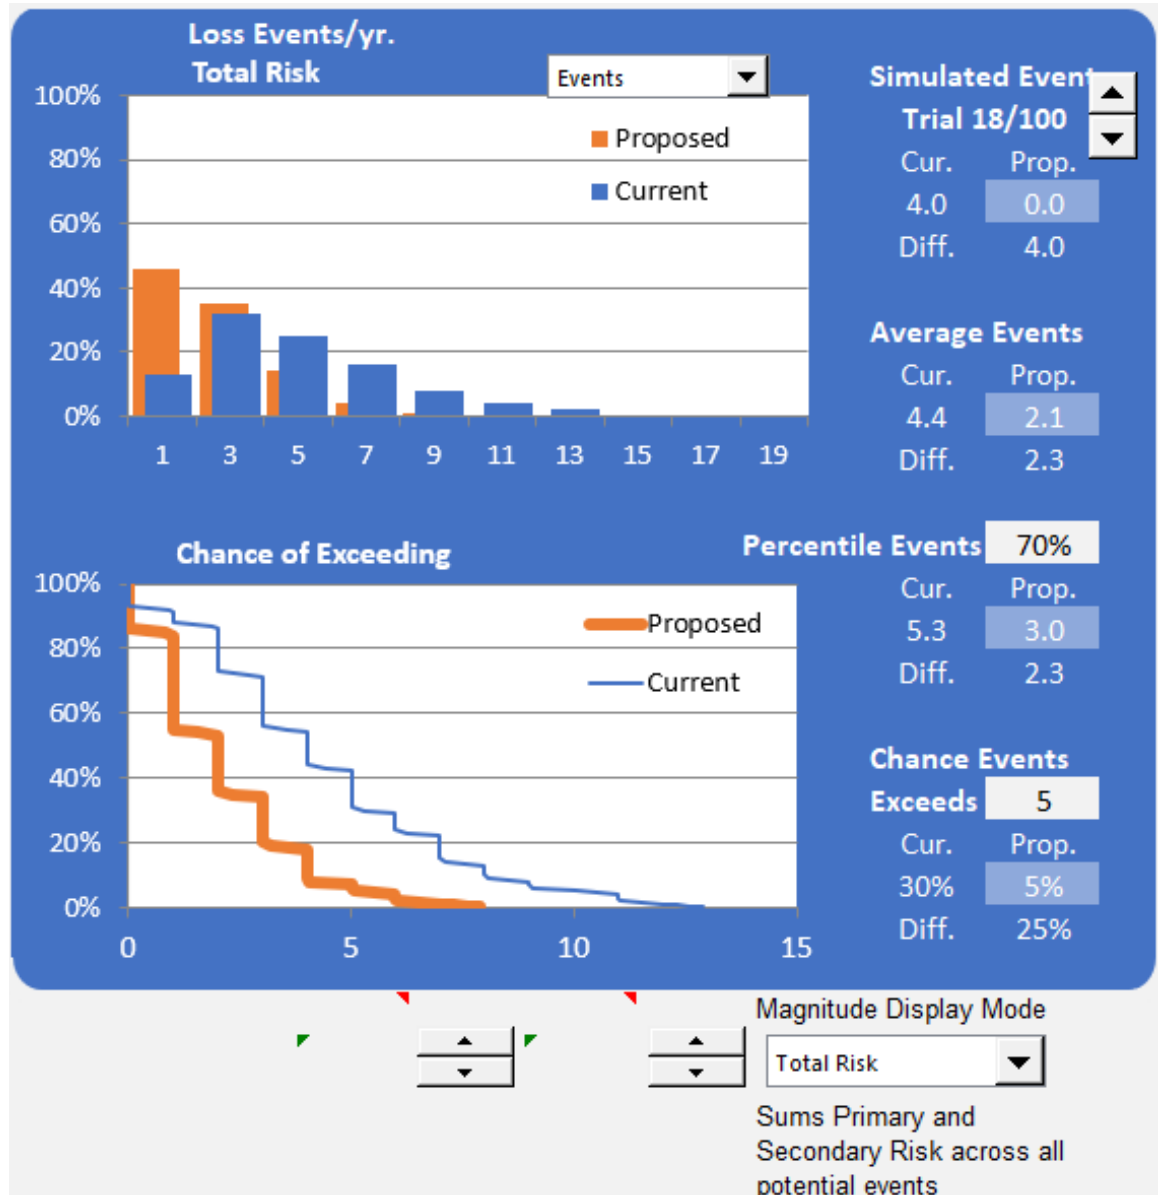 Loss Events/yr.
Total Risk
Events
100%
80%
60%
40%
20%
0%
Proposed
Current
1 3 5 7 9 11 13 15 17 19
Simulated Event
Trial 18/100
Cur. Prop.
4.0 0.0
Diff. 4.0
Average Events
Cur. Prop.
4.4 2.1
Diff. 2.3
Chance of Exceeding
100%
80%
60%
40%
20%
0%
Proposed
Current
0 5 10 15
Percentile Events 70%
Cur. Prop.
5.3 3.0
Diff. 2.3
Chance Events
Exceeds 5
Cur. Prop.
30% 5%
Diff. 25%
Magnitude Display Mode
Total Risk
Sums Primary and
Secondary Risk across all
potential events